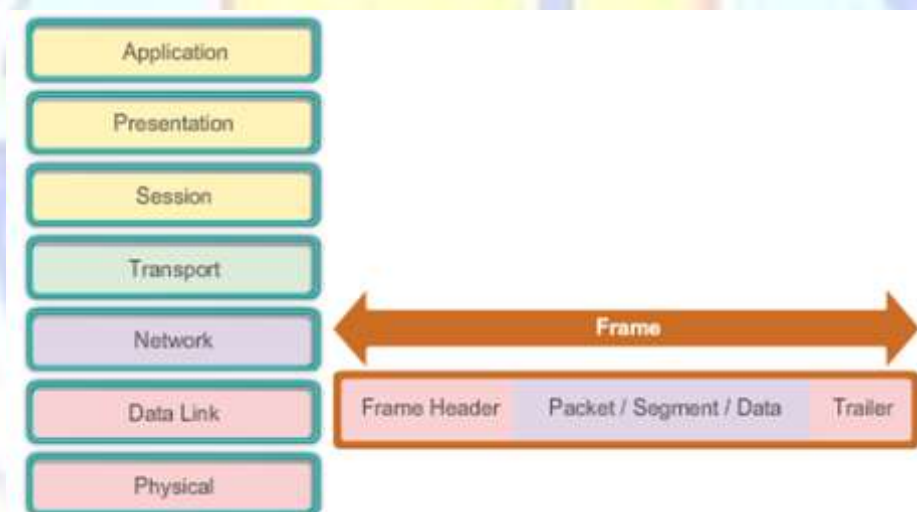 Application
Presentation
Session
Transport
Network
Data Link
Physical
Frame
Frame Header
Packet / Segment / Data
Trailer